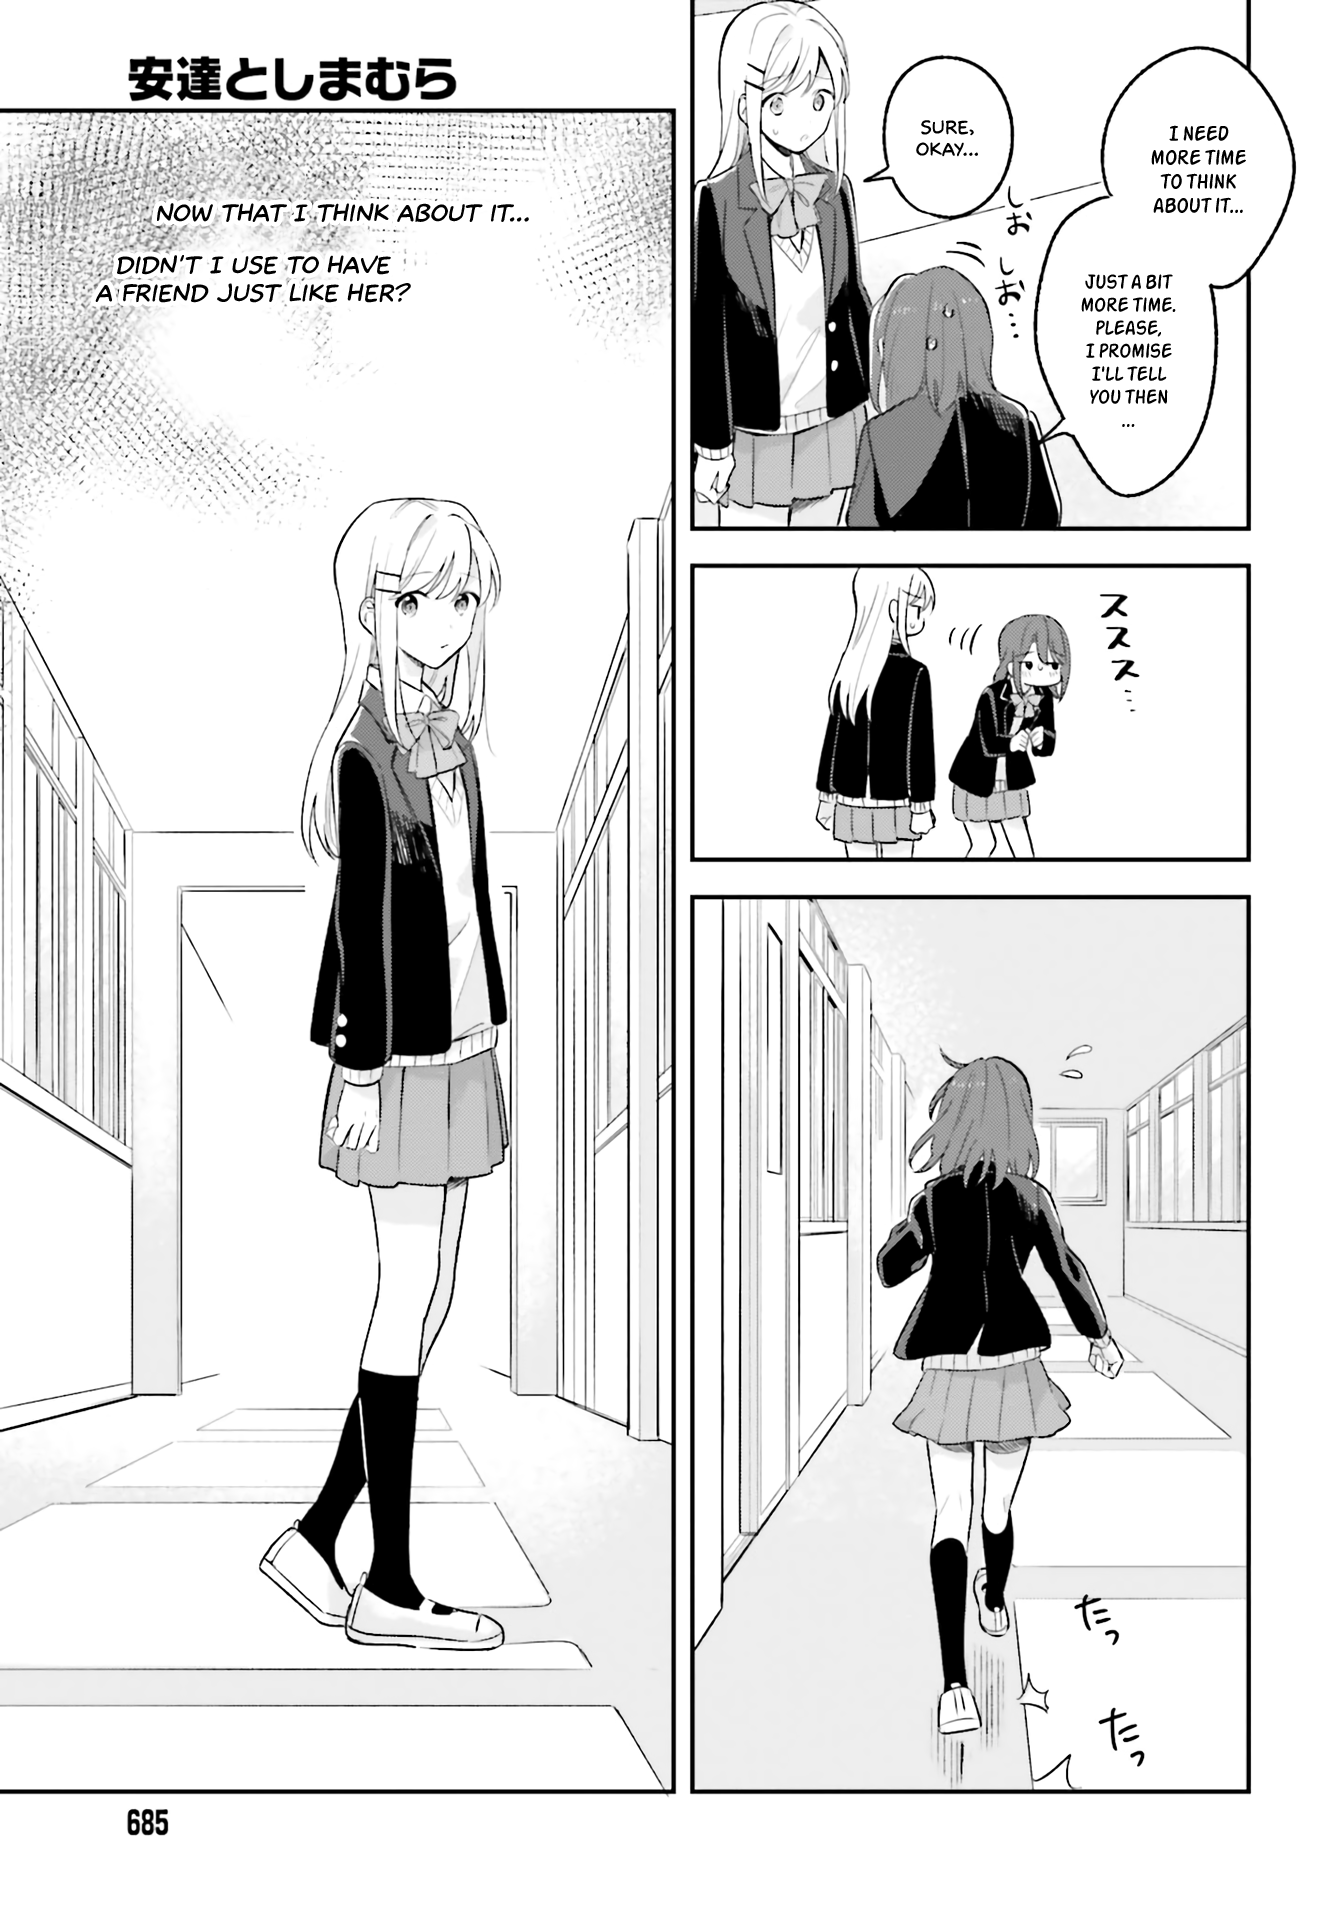 安達としまむら
I NEED
MORE TIME
TO THINK
ABOUT IT...
JUST A BIT
MORE TIME.
PLEASE,
I PROMISE
I'LL TELL
YOU THEN
...
SURE,
OKAY...
しお
しお…
ススス…
たっ
たっ
NOW THAT I THINK ABOUT IT...
DIDN'T I USE TO HAVE
A FRIEND JUST LIKE HER?
685